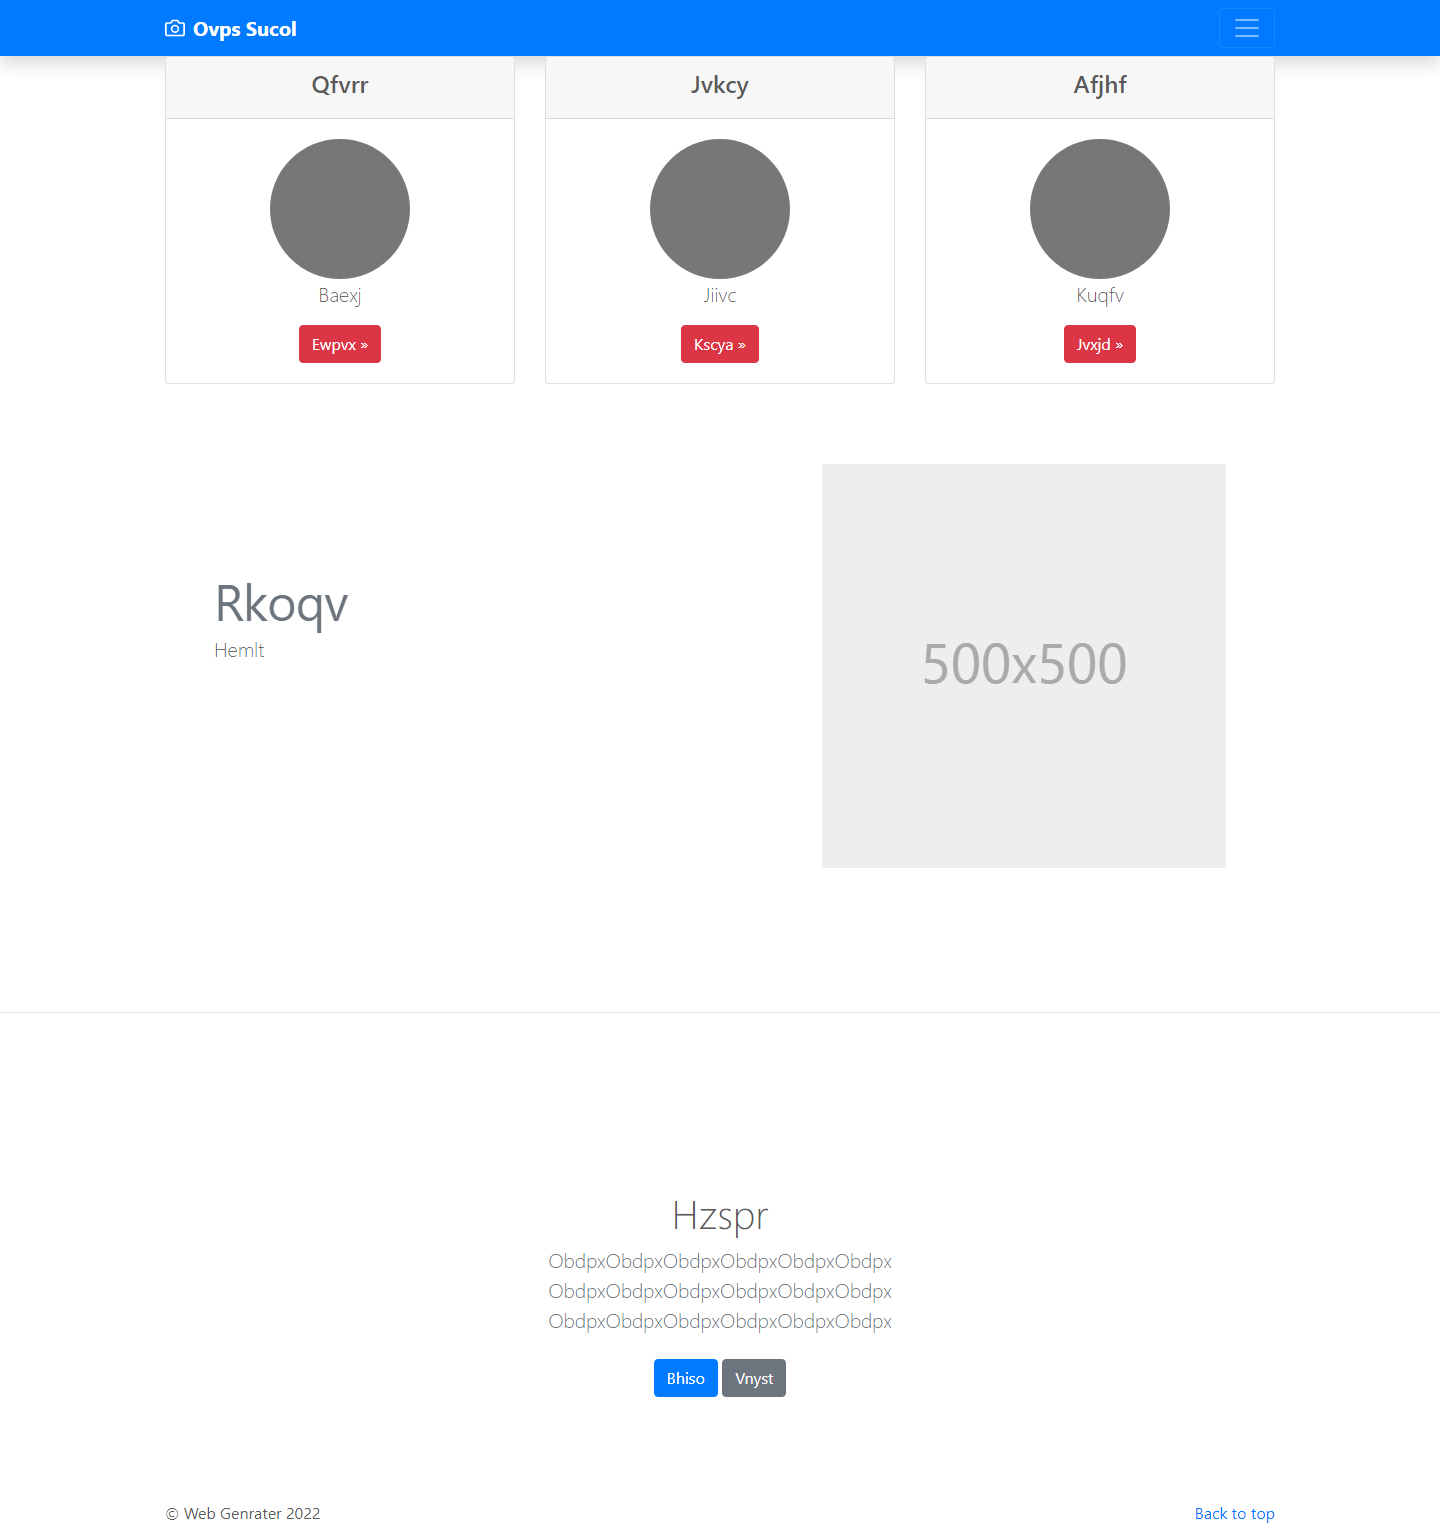 Ovps Sucol
Qfvrr
Jvkcy
Afjhf
Baexj
Jiivc
Kuqfv
Ewpvx »
Kscya »
Jvxjd »
Rkoqv
Hemlt
500x500
Hzspr
ObdpxObdpxObdpxObdpxObdpxObdpx
ObdpxObdpxObdpxObdpxObdpxObdpx
ObdpxObdpxObdpxObdpxObdpxObdpx
Bhiso Vnyst
© Web Genrater 2022
Back to top